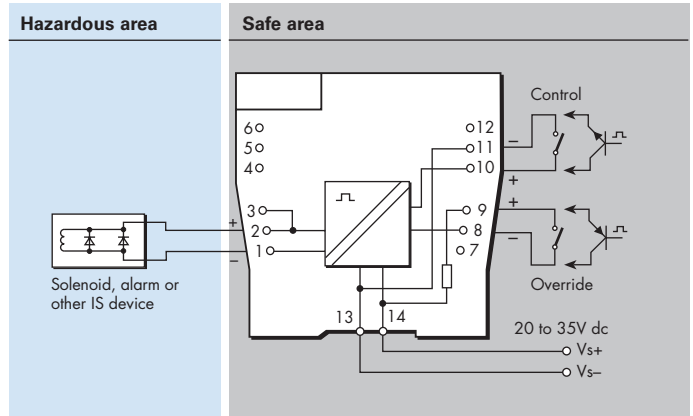 Hazardous area
Safe area
Control
6
5
4
12
11
10
–
+
3
2
1
+
–
9
8
7
+
–
Solenoid, alarm or
other IS device
Override
13
14
20 to 35V dc
Vs+
Vs–